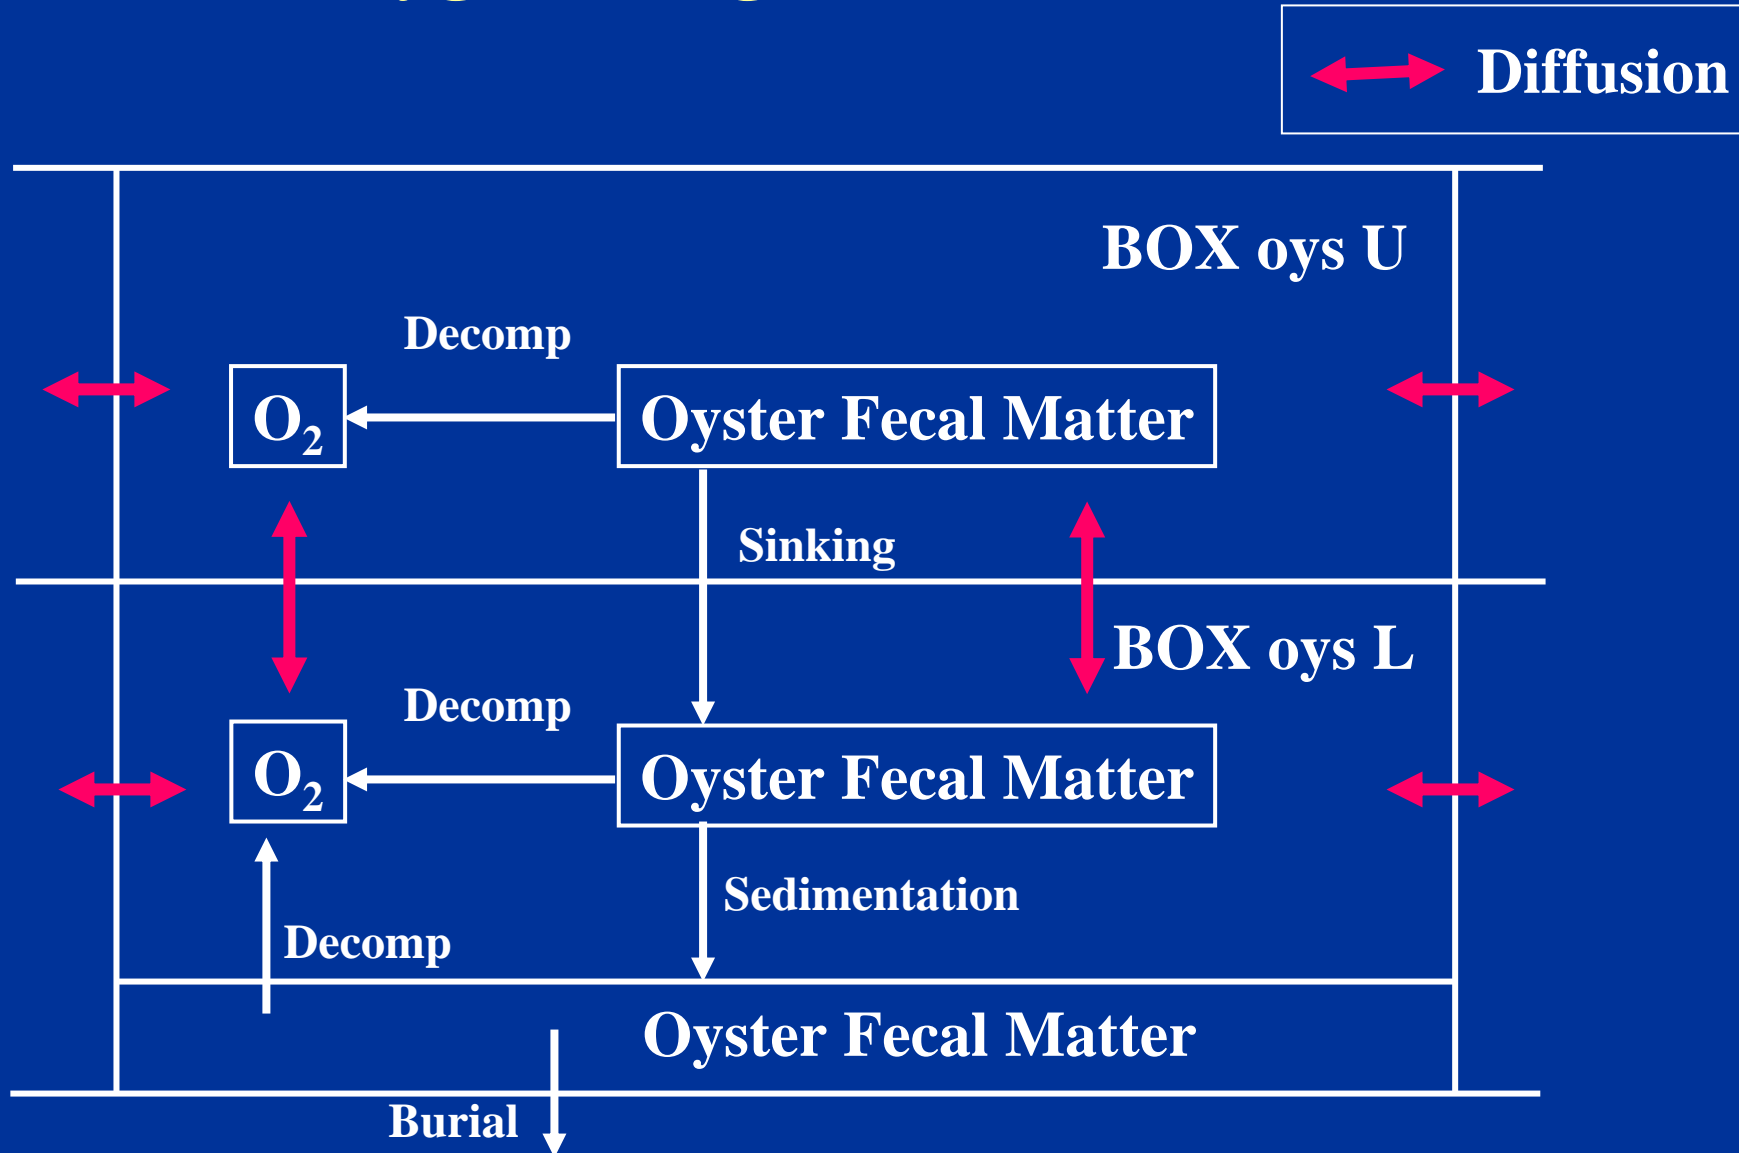 Diffusion
BOX oys U
Decomp
O₂
Oyster Fecal Matter
Sinking
BOX oys L
Decomp
O₂
Oyster Fecal Matter
Sedimentation
Decomp
Oyster Fecal Matter
Burial